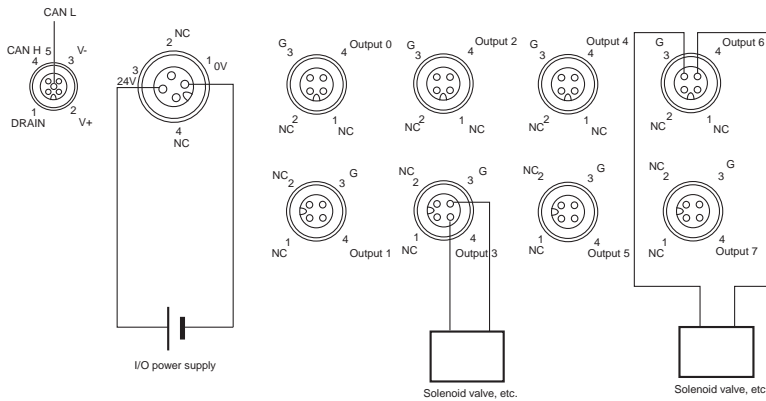 CAN L
CAN H 5 V-
4 3
1 2
DRAIN V+
NC
2
3 1 0V
24V
4
NC
G 3 4 Output 0
NC 2 1 NC
G 3 4 Output 2
NC 2 1 NC
G 3 4 Output 4
NC 2 1 NC
G 3 4 Output 6
NC 2 1 NC
NC 2 3 G
NC 1 4 Output 1
NC 2 3 G
NC 1 4 Output 3
NC 2 3 G
NC 1 4 Output 5
NC 2 3 G
NC 1 4 Output 7
I/O power supply
Solenoid valve, etc.
Solenoid valve, etc